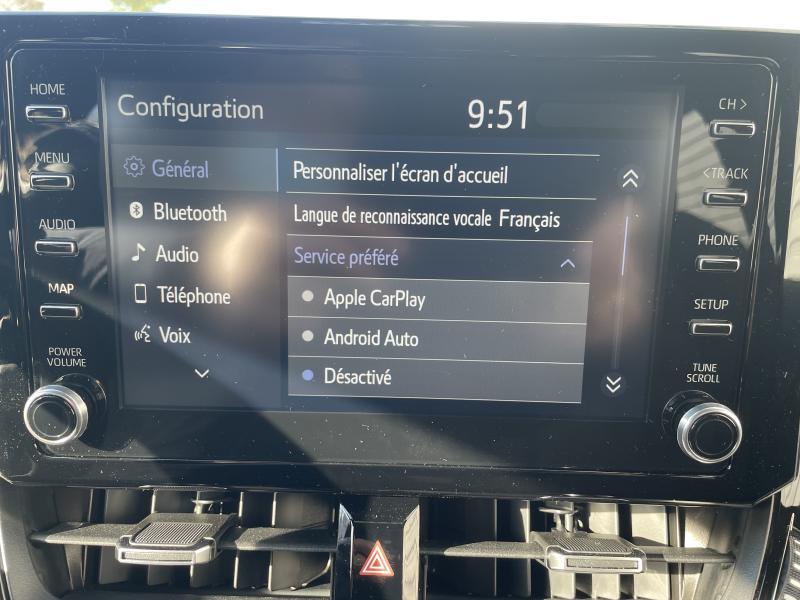 HOME
MENU
AUDIO
MAP
POWER
VOLUME
Configuration
9:51
Général
Bluetooth
Audio
Téléphone
Voix
Personnaliser l'écran d'accueil
Langue de reconnaissance vocale Français
Service préféré
Apple CarPlay
Android Auto
Désactivé
CH >
<TRACK
PHONE
SETUP
TUNE
SCROLL